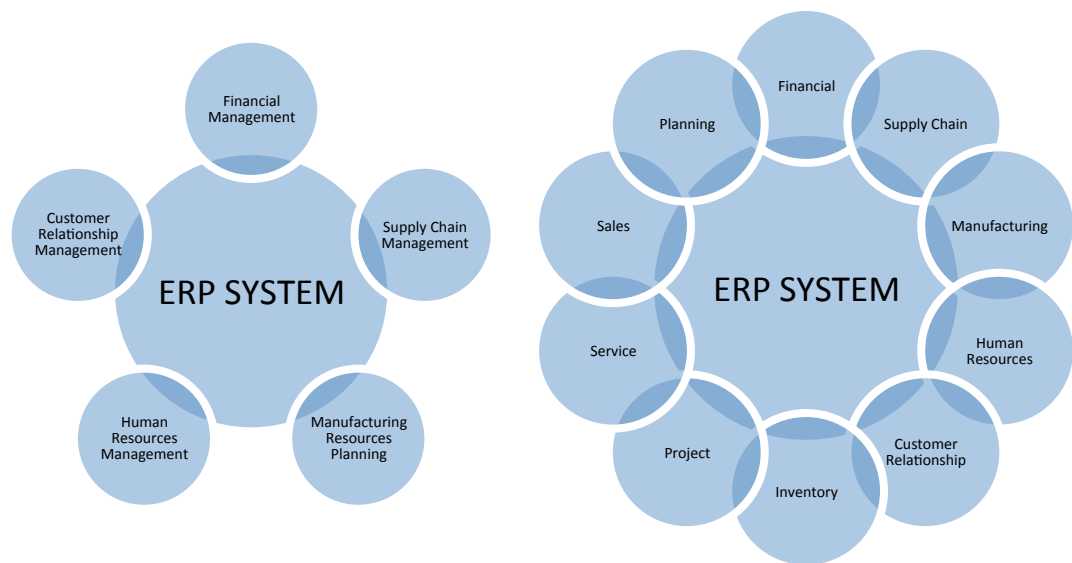 Financial
Management
Customer
Relationship
Management
Supply Chain
Management
ERP SYSTEM
Human
Resources
Management
Manufacturing
Resources
Planning
Financial
Planning
Supply Chain
Sales
Manufacturing
ERP SYSTEM
Service
Human
Resources
Project
Customer
Relationship
Inventory